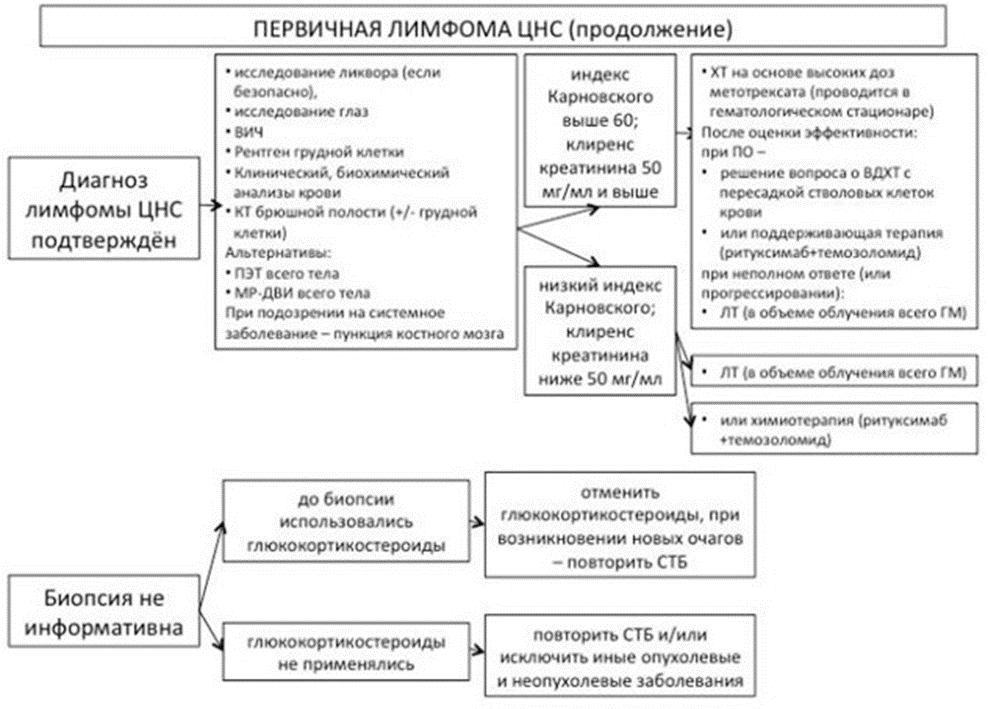 ПЕРВИЧНАЯ ЛИМФОМА ЦНС (продолжение)
Диагноз
лимфомы ЦНС
подтверждён
• исследование ликвора (если
безопасно),
• исследование глаз
• ВИЧ
• Рентген грудной клетки
• Клинический, биохимический
анализы крови
• КТ брюшной полости (+/- грудной
клетки)
Альтернативы:
• ПЭТ всего тела
• МР-ДВИ всего тела
При подозрении на системное
заболевание – пункция костного мозга
индекс
Карновского
выше 60;
клиренс
креатинина 50
мг/мл и выше
• ХТ на основе высоких доз
метотрексата (проводится в
гематологическом стационаре)
После оценки эффективности:
при ПО –
• решение вопроса о ВДХТ с
пересадкой стволовых клеток
крови
• или поддерживающая терапия
(ритуксимаб+темозоломид)
при неполном ответе (или
прогрессировании):
• ЛТ (в объеме облучения всего ГМ)
низкий индекс
Карновского;
клиренс
креатинина
ниже 50 мг/мл
• ЛТ (в объеме облучения всего ГМ)
• или химиотерапия (ритуксимаб
+темозоломид)
Биопсия не
информативна
до биопсии
использовались
глюкокортикостероиды
отменить
глюкокортикостероиды, при
возникновении новых очагов
– повторить СТБ
глюкокортикостероиды
не применялись
повторить СТБ и/или
исключить иные опухолевые
и неопухолевые заболевания